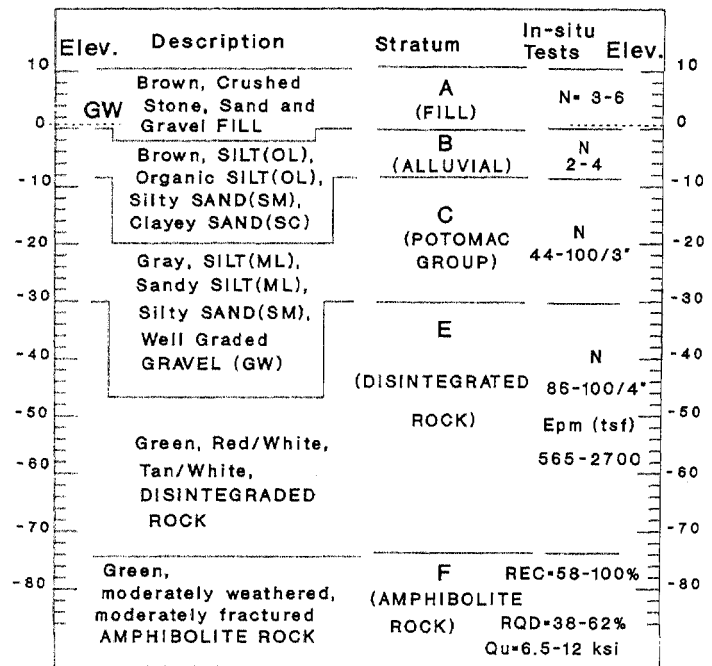 Elev. Description Stratum In-situ Tests Elev.
10 10
Brown, Crushed Stone, Sand and Gravel FILL
A (FILL)
N= 3-6
GW
0 0
Brown, SILT(OL), Organic SILT(OL), Silty SAND(SM), Clayey SAND(SC)
B (ALLUVIAL)
N 2-4
-10 -10
C (POTOMAC GROUP)
N 44-100/3"
-20 -20
Gray, SILT(ML), Sandy SILT(ML), Silty SAND(SM), Well Graded GRAVEL (GW)
-30 -30
E (DISINTEGRATED ROCK)
N 86-100/4"
-40 -40
-50 -50
Epm (tsf) 565-2700
Green, Red/White, Tan/White, DISINTEGRADED ROCK
-60 -60
-70 -70
Green, moderately weathered, moderately fractured AMPHIBOLITE ROCK
F (AMPHIBOLITE ROCK)
REC=58-100%
-80 -80
RQD=38-62%
Qu=6.5-12 ksi